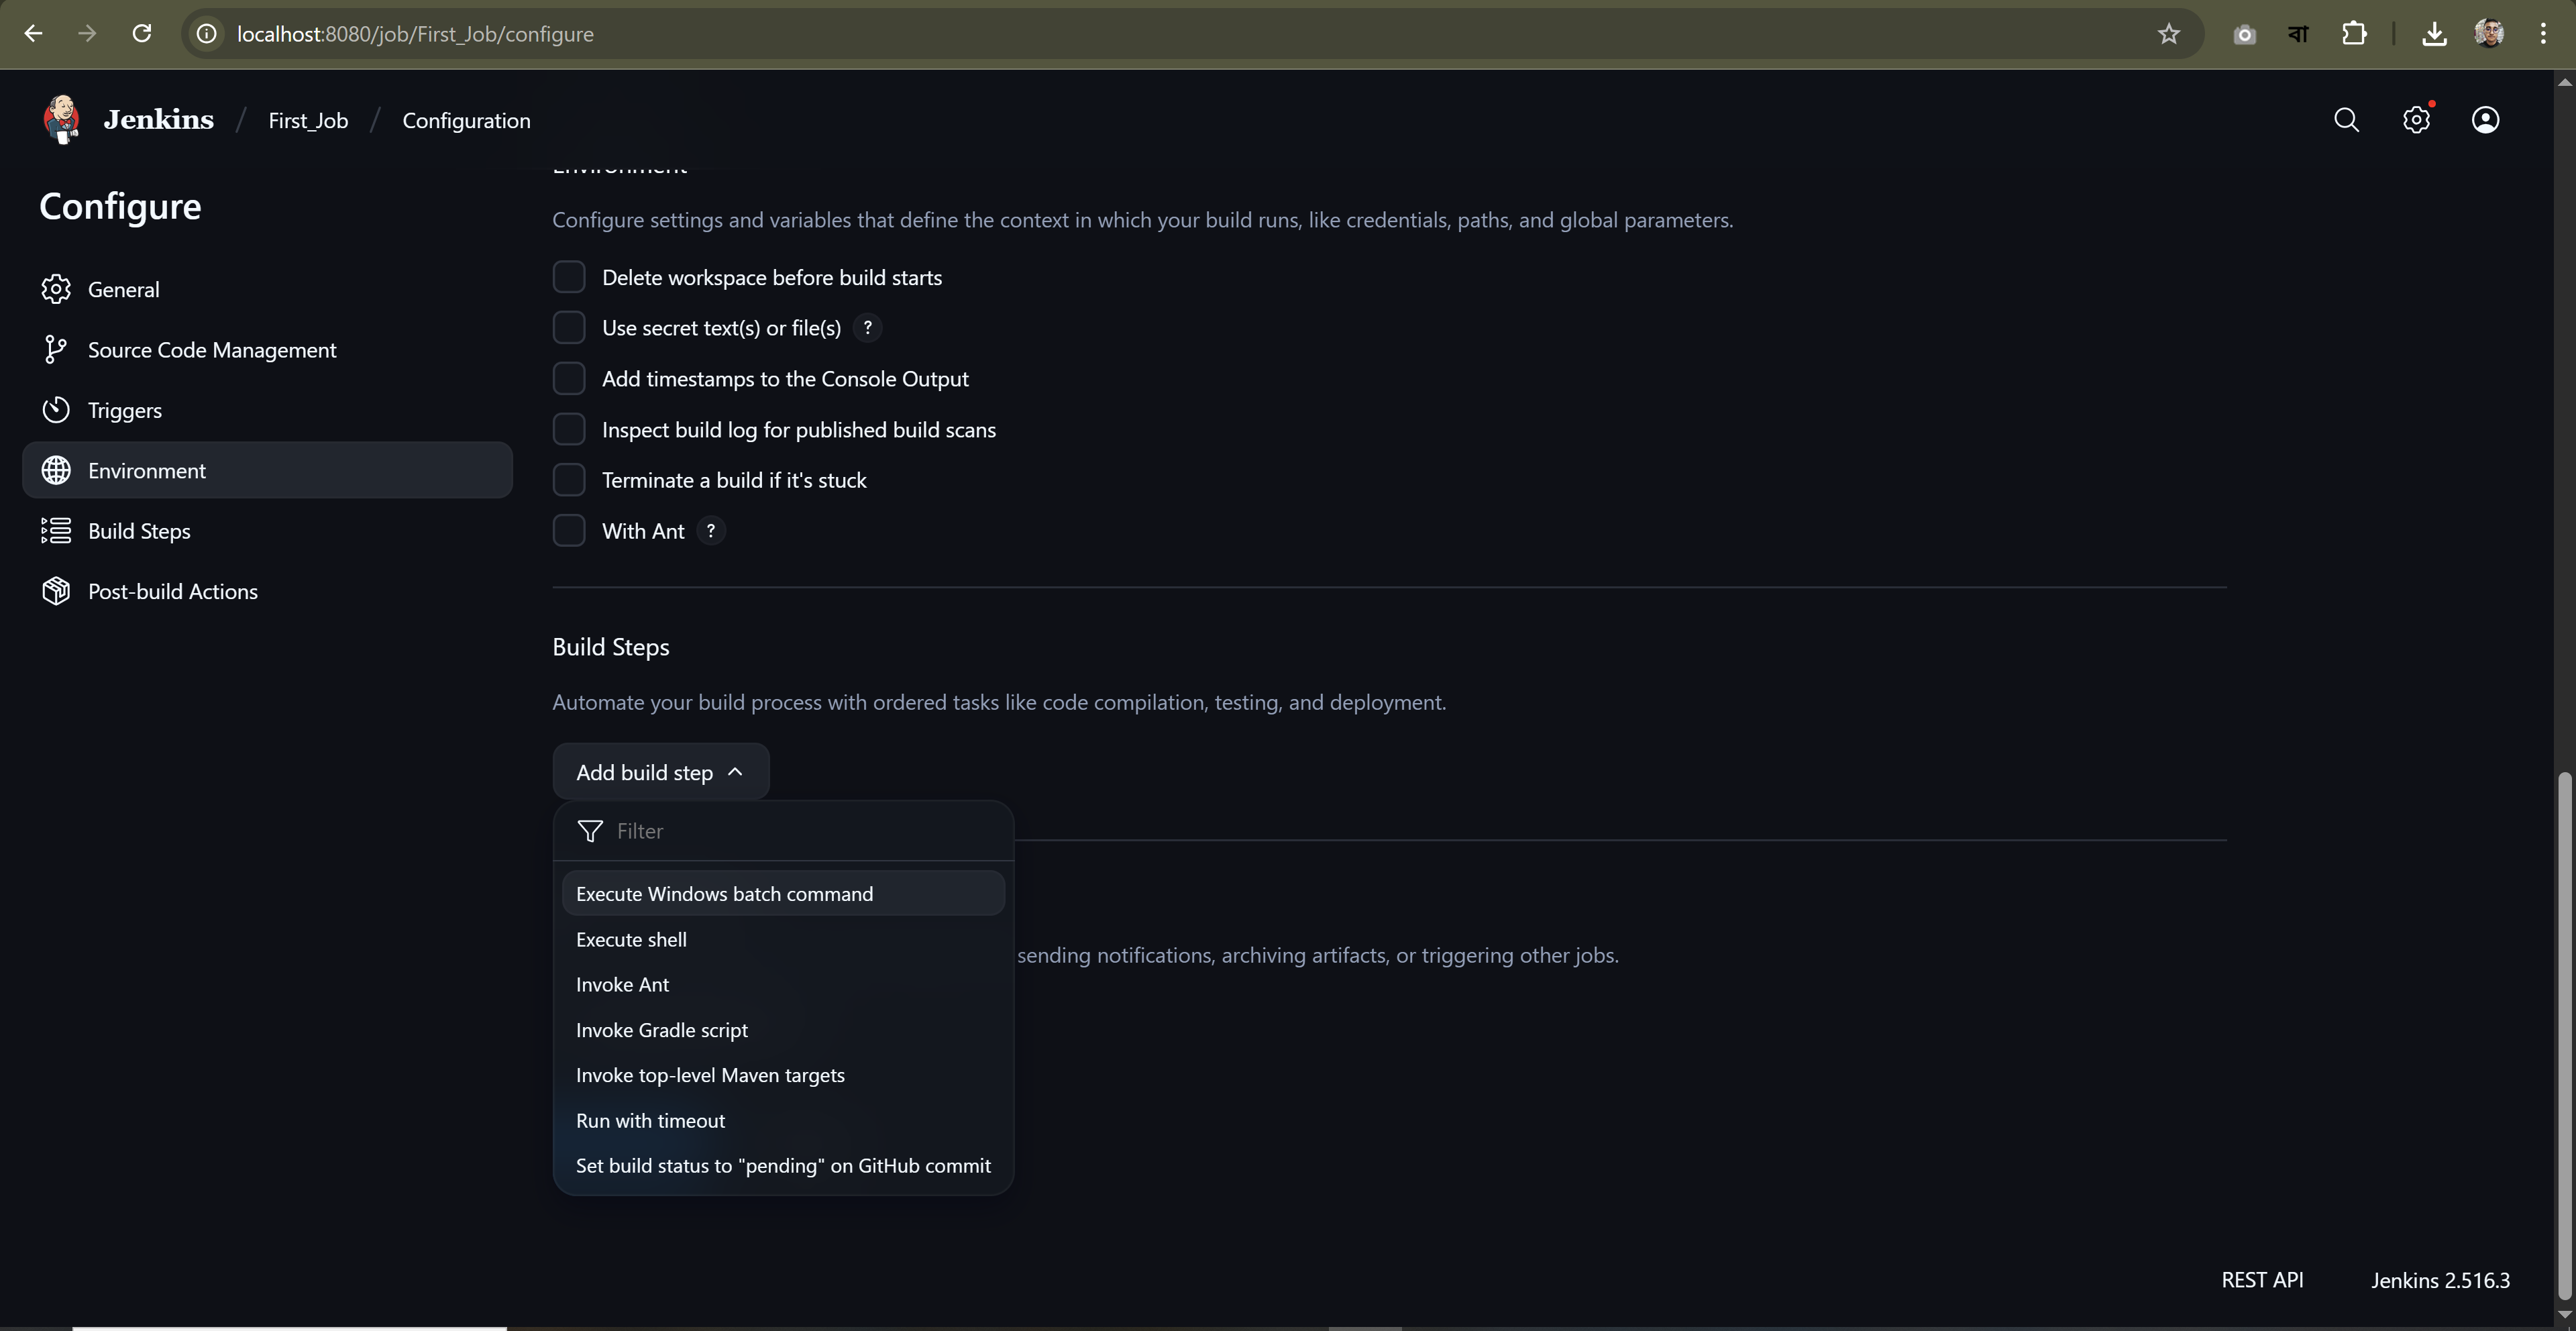 localhost:8080/job/First_Job/configure
বা
Jenkins / First_Job / Configuration
Configure
General
Source Code Management
Triggers
Environment
Build Steps
Post-build Actions
Environment
Configure settings and variables that define the context in which your build runs, like credentials, paths, and global parameters.
Delete workspace before build starts
Use secret text(s) or file(s) ?
Add timestamps to the Console Output
Inspect build log for published build scans
Terminate a build if it's stuck
With Ant ?
Build Steps
Automate your build process with ordered tasks like code compilation, testing, and deployment.
Add build step
Filter
Execute Windows batch command
Execute shell
sending notifications, archiving artifacts, or triggering other jobs.
Invoke Ant
Invoke Gradle script
Invoke top-level Maven targets
Run with timeout
Set build status to "pending" on GitHub commit
REST API
Jenkins 2.516.3